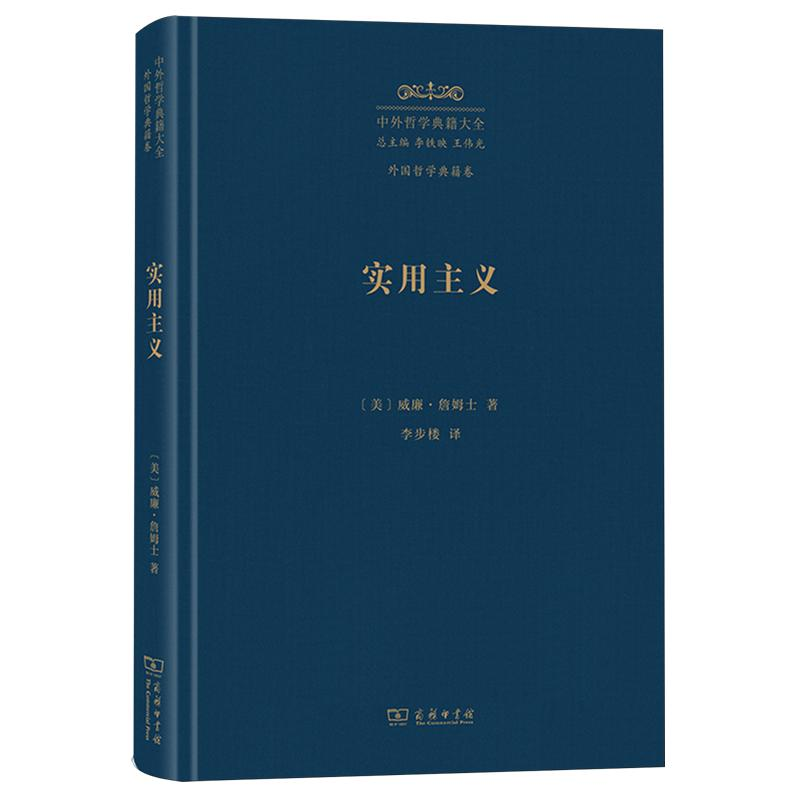 中外哲学典籍大全
外国哲学典籍卷
实用主义
〔美〕威廉·詹姆士 著
中外哲学典籍大全
总主编 李铁映 王伟光
外国哲学典籍卷
实用主义
〔美〕威廉·詹姆士 著
李步楼 译
商务印书馆
The Commercial Press
商务印书馆
The Commercial Press